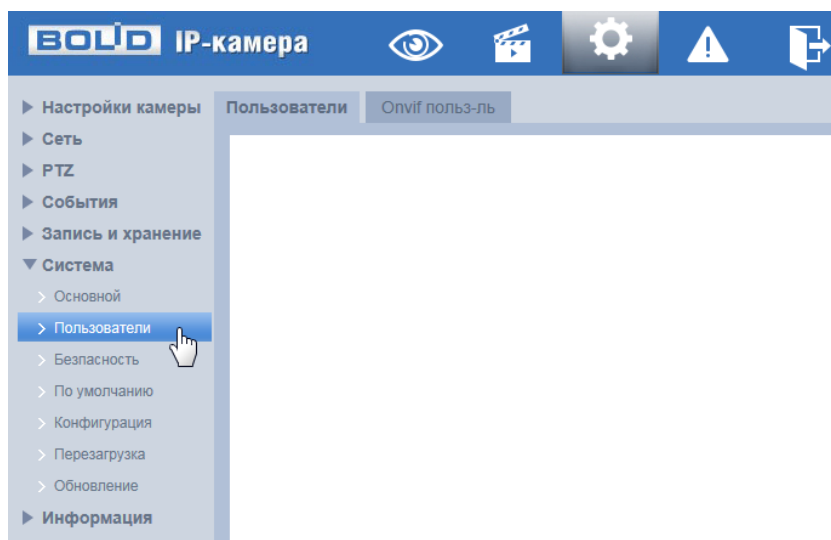 BOLID IP-камера
Настройки камеры
Сеть
PTZ
События
Запись и хранение
Система
Основной
Пользователи
Безпасность
По умолчанию
Конфигурация
Перезагрузка
Обновление
Информация
Пользователи Onvif польз-ль